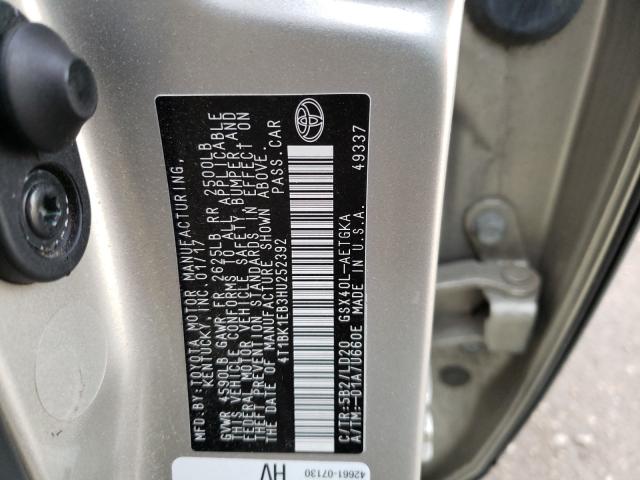 MFD.BY:TOYOTA MOTOR MANUFACTURING,
KENTUCKY, INC. 01/17
GVWR 4590LB GAWR FR 2625LB RR 2500LB
THIS VEHICLE CONFORMS TO ALL APPLICABLE
FEDERAL MOTOR VEHICLE SAFETY, BUMPER, AND
THEFT PREVENTION STANDARDS IN EFFECT ON
THE DATE OF MANUFACTURE SHOWN ABOVE.
4T1BK1EB3HU252392 PASS.CAR
C/TR:5B2/LD20 GSX40L-AETGKA
A/TM:-01A/U660E MADE IN U.S.A. 49337
42661-07130
HV